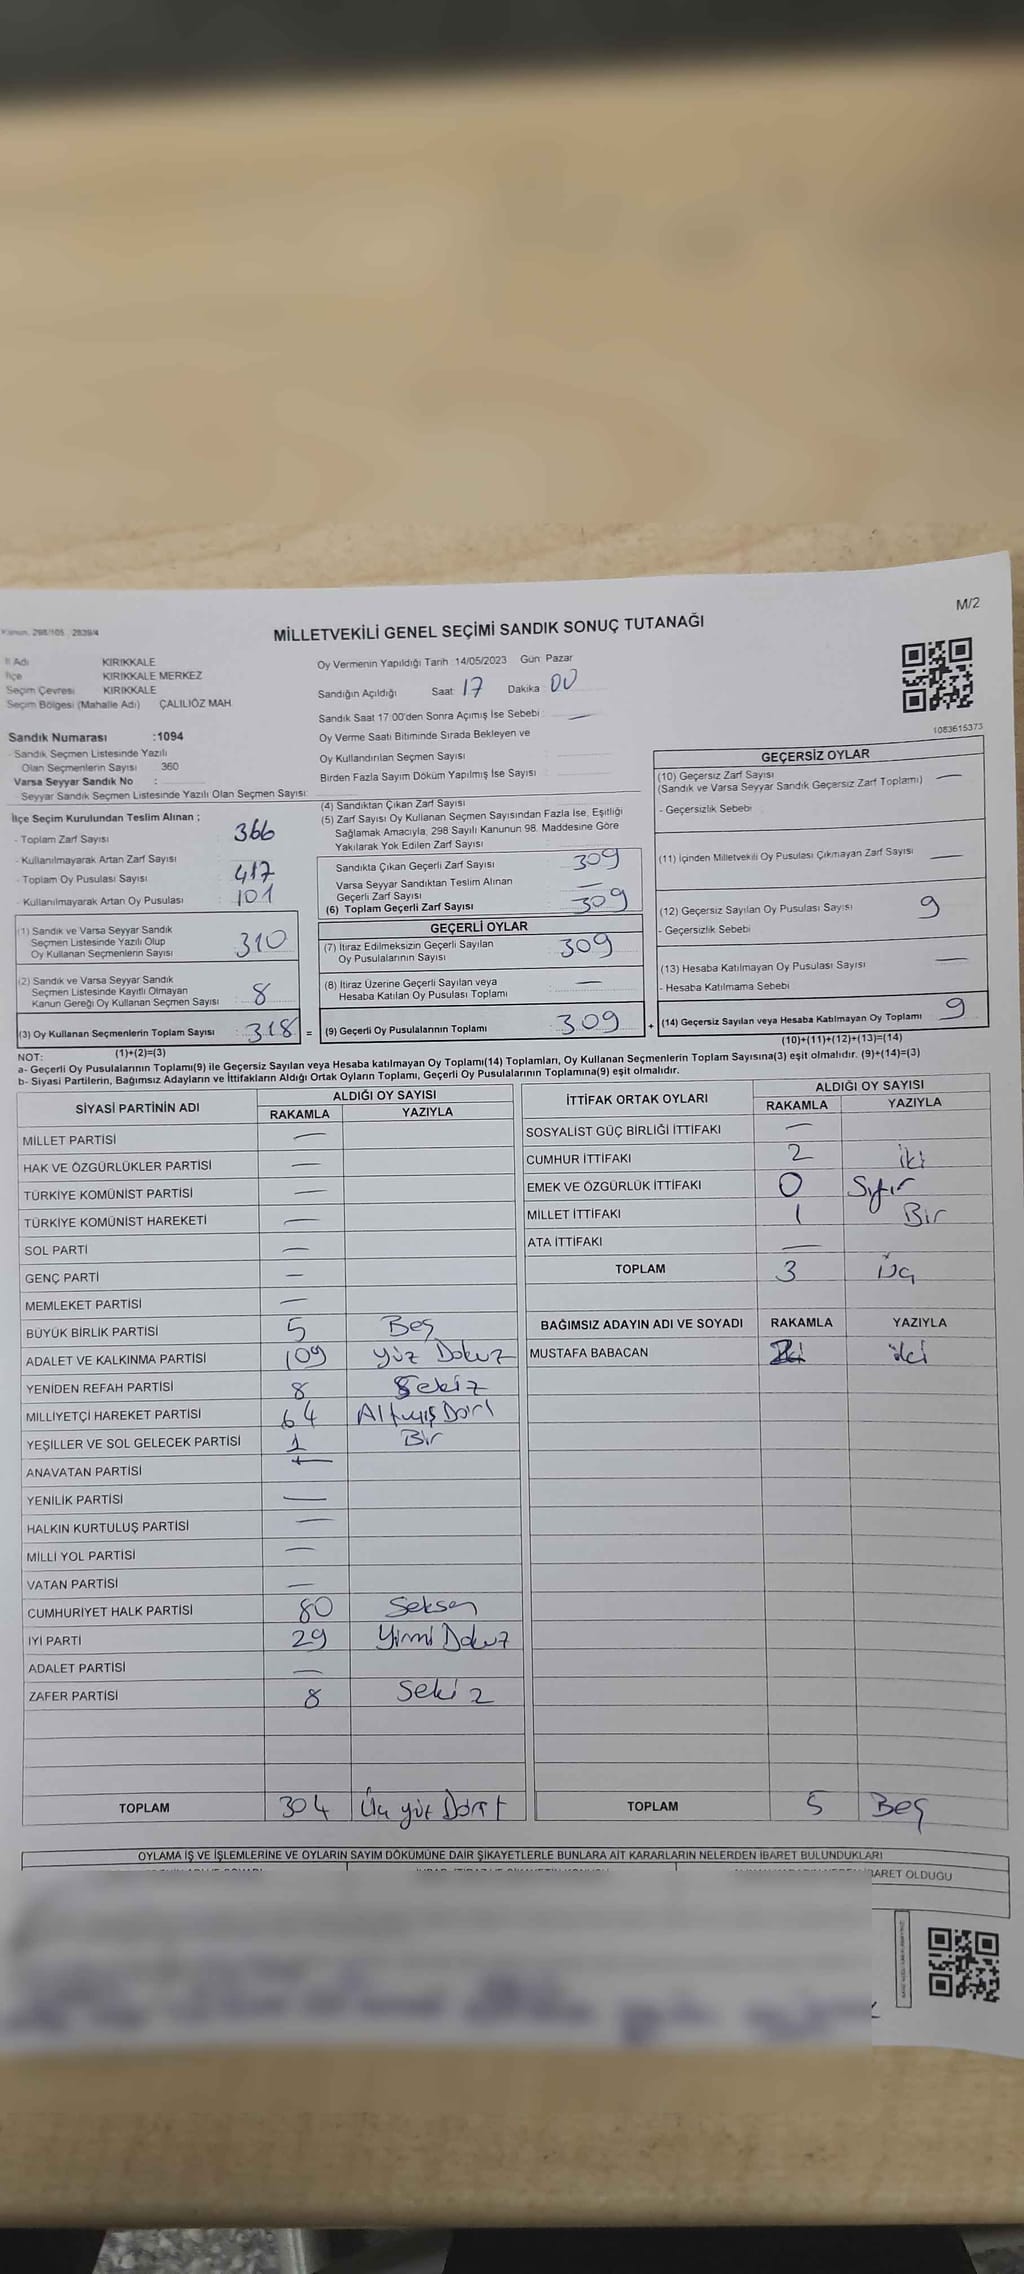 Kanun: 298/105 , 2839/4
M/2
MİLLETVEKİLİ GENEL SEÇİMİ SANDIK SONUÇ TUTANAĞI
İl Adı KIRIKKALE
İlçe KIRIKKALE MERKEZ
Seçim Çevresi KIRIKKALE
Seçim Bölgesi (Mahalle Adı) ÇALILIÖZ MAH.
Sandık Numarası :1094
- Sandık Seçmen Listesinde Yazılı
Olan Seçmenlerin Sayısı 360
Varsa Seyyar Sandık No :
Seyyar Sandık Seçmen Listesinde Yazılı Olan Seçmen Sayısı:
İlçe Seçim Kurulundan Teslim Alınan ;
- Toplam Zarf Sayısı 366
- Kullanılmayarak Artan Zarf Sayısı
- Toplam Oy Pusulası Sayısı 417
- Kullanılmayarak Artan Oy Pusulası 101
(1) Sandık ve Varsa Seyyar Sandık
Seçmen Listesinde Yazılı Olup
Oy Kullanan Seçmenlerin Sayısı 310
(2) Sandık ve Varsa Seyyar Sandık
Seçmen Listesinde Kayıtlı Olmayan
Kanun Gereği Oy Kullanan Seçmen Sayısı 8
(3) Oy Kullanan Seçmenlerin Toplam Sayısı : 318 =
(1)+(2)=(3)
Oy Vermenin Yapıldığı Tarih :14/05/2023 Gün: Pazar
Sandığın Açıldığı Saat: 17 Dakika : 00
Sandık Saat 17:00'den Sonra Açımış İse Sebebi : —
Oy Verme Saati Bitiminde Sırada Bekleyen ve
Oy Kullandırılan Seçmen Sayısı
Birden Fazla Sayım Döküm Yapılmış İse Sayısı :
(4) Sandıktan Çıkan Zarf Sayısı
(5) Zarf Sayısı Oy Kullanan Seçmen Sayısından Fazla İse, Eşitliği
Sağlamak Amacıyla; 298 Sayılı Kanunun 98. Maddesine Göre
Yakılarak Yok Edilen Zarf Sayısı
Sandıkta Çıkan Geçerli Zarf Sayısı 309
Varsa Seyyar Sandıktan Teslim Alınan
Geçerli Zarf Sayısı —
(6) Toplam Geçerli Zarf Sayısı 309
GEÇERLİ OYLAR
(7) İtiraz Edilmeksizin Geçerli Sayılan
Oy Pusulalarının Sayısı 309
(8) İtiraz Üzerine Geçerli Sayılan veya
Hesaba Katılan Oy Pusulası Toplamı —
(9) Geçerli Oy Pusulalarının Toplamı 309 +
1083615373
GEÇERSİZ OYLAR
(10) Geçersiz Zarf Sayısı
(Sandık ve Varsa Seyyar Sandık Geçersiz Zarf Toplamı) —
- Geçersizlik Sebebi
(11) İçinden Milletvekili Oy Pusulası Çıkmayan Zarf Sayısı —
(12) Geçersiz Sayılan Oy Pusulası Sayısı 9
- Geçersizlik Sebebi
(13) Hesaba Katılmayan Oy Pusulası Sayısı —
- Hesaba Katılmama Sebebi
(14) Geçersiz Sayılan veya Hesaba Katılmayan Oy Toplamı 9
(10)+(11)+(12)+(13)=(14)
NOT:
a- Geçerli Oy Pusulalarının Toplamı(9) ile Geçersiz Sayılan veya Hesaba katılmayan Oy Toplamı(14) Toplamları, Oy Kullanan Seçmenlerin Toplam Sayısına(3) eşit olmalıdır. (9)+(14)=(3)
b- Siyasi Partilerin, Bağımsız Adayların ve İttifakların Aldığı Ortak Oyların Toplamı, Geçerli Oy Pusulalarının Toplamına(9) eşit olmalıdır.
SİYASİ PARTİNİN ADI ALDIĞI OY SAYISI
RAKAMLA YAZIYLA
MİLLET PARTİSİ —
HAK VE ÖZGÜRLÜKLER PARTİSİ —
TÜRKİYE KOMÜNİST PARTİSİ —
TÜRKİYE KOMÜNİST HAREKETİ —
SOL PARTİ —
GENÇ PARTİ —
MEMLEKET PARTİSİ —
BÜYÜK BİRLİK PARTİSİ 5 Beş
ADALET VE KALKINMA PARTİSİ 109 Yüz Dokuz
YENİDEN REFAH PARTİSİ 8 Sekiz
MİLLİYETÇİ HAREKET PARTİSİ 64 Altmış Dört
YEŞİLLER VE SOL GELECEK PARTİSİ 1 Bir
ANAVATAN PARTİSİ —
YENİLİK PARTİSİ —
HALKIN KURTULUŞ PARTİSİ —
MİLLİ YOL PARTİSİ —
VATAN PARTİSİ —
CUMHURİYET HALK PARTİSİ 80 Seksen
İYİ PARTİ 29 Yirmi Dokuz
ADALET PARTİSİ —
ZAFER PARTİSİ 8 Sekiz
TOPLAM 304 Üç yüz Dört
İTTİFAK ORTAK OYLARI ALDIĞI OY SAYISI
RAKAMLA YAZIYLA
SOSYALİST GÜÇ BİRLİĞİ İTTİFAKI —
CUMHUR İTTİFAKI 2 iki
EMEK VE ÖZGÜRLÜK İTTİFAKI 0 Sıfır
MİLLET İTTİFAKI 1 Bir
ATA İTTİFAKI —
TOPLAM 3 Üç
BAĞIMSIZ ADAYIN ADI VE SOYADI RAKAMLA YAZIYLA
MUSTAFA BABACAN iki
TOPLAM 5 Beş
OYLAMA İŞ VE İŞLEMLERİNE VE OYLARIN SAYIM DÖKÜMÜNE DAİR ŞİKAYETLERLE BUNLARA AİT KARARLARIN NELERDEN İBARET BULUNDUKLARI
İBARET OLDUĞU